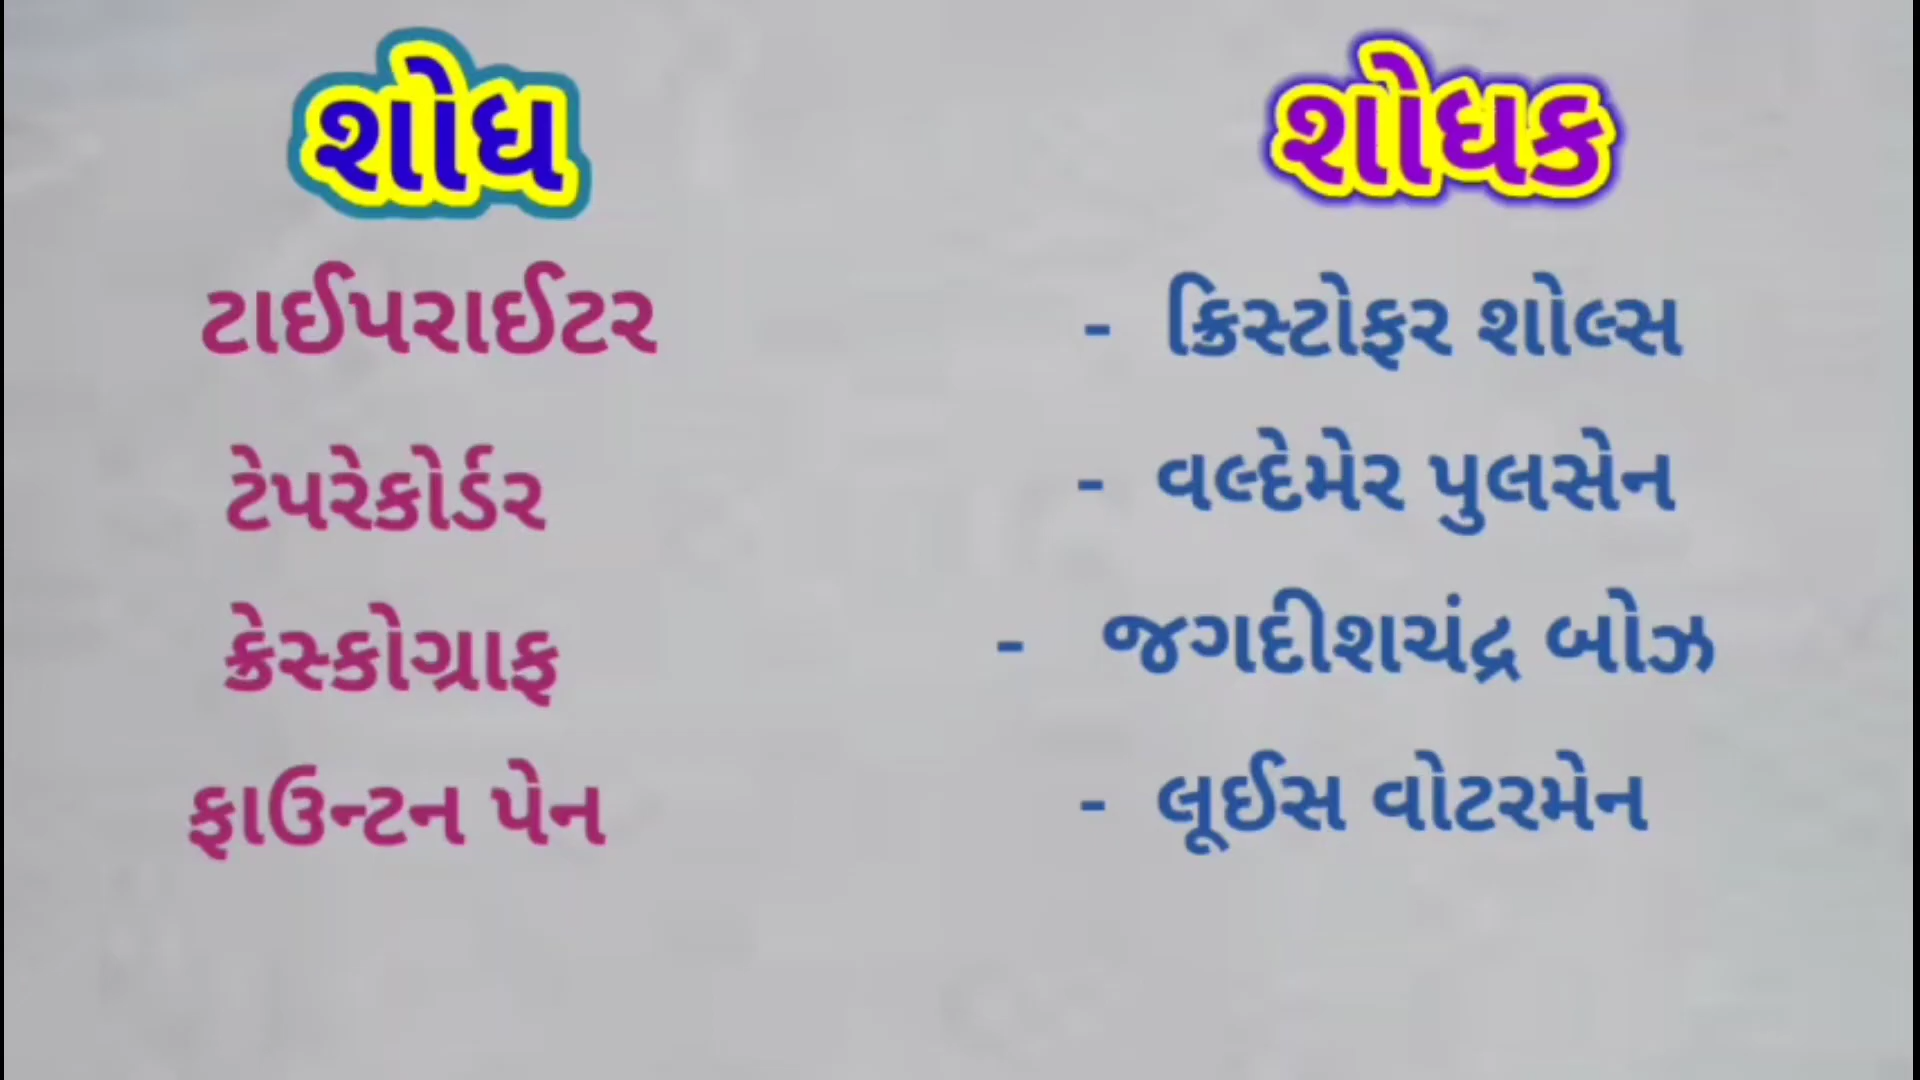 શોધ શોધક
ટાઈપરાઈટર - ક્રિસ્ટોફર શોલ્સ
ટેપરેકોર્ડર - વલ્દેમેર પુલસેન
ક્રેસ્કોગ્રાફ - જગદીશચંદ્ર બોઝ
ફાઉન્ટન પેન - લૂઈસ વોટરમેન